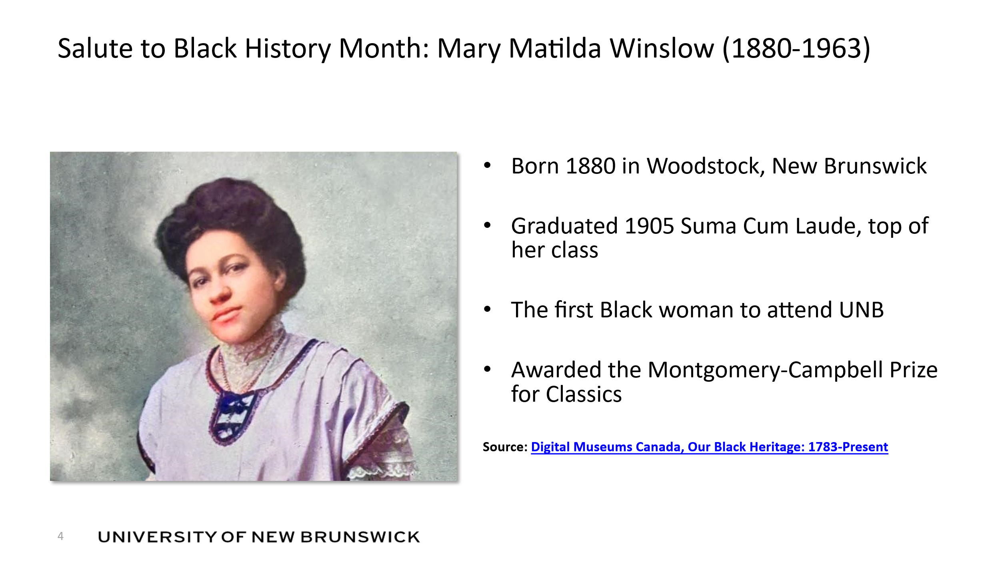 Salute to Black History Month: Mary Matilda Winslow (1880-1963)
• Born 1880 in Woodstock, New Brunswick
• Graduated 1905 Suma Cum Laude, top of
her class
• The first Black woman to attend UNB
• Awarded the Montgomery-Campbell Prize
for Classics
Source: Digital Museums Canada, Our Black Heritage: 1783-Present
4 UNIVERSITY OF NEW BRUNSWICK